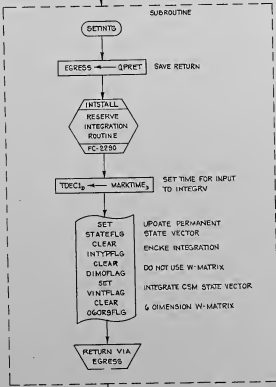 SUBROUTINE
SETINTG
EGRESS ← QPRET SAVE RETURN
INTSTALL
RESERVE
INTEGRATION
ROUTINE
FC-2290
TDEC1D ← MARKTIMED SET TIME FOR INPUT
TO INTEGRV
SET UPDATE PERMANENT
STATEFLG STATE VECTOR
CLEAR
INTYPFLG ENCKE INTEGRATION
CLEAR
DIMOFLAG DO NOT USE W-MATRIX
SET
VINTFLAG INTEGRATE CSM STATE VECTOR
CLEAR
D6OR9FLG 6 DIMENSION W-MATRIX
RETURN VIA
EGRESS